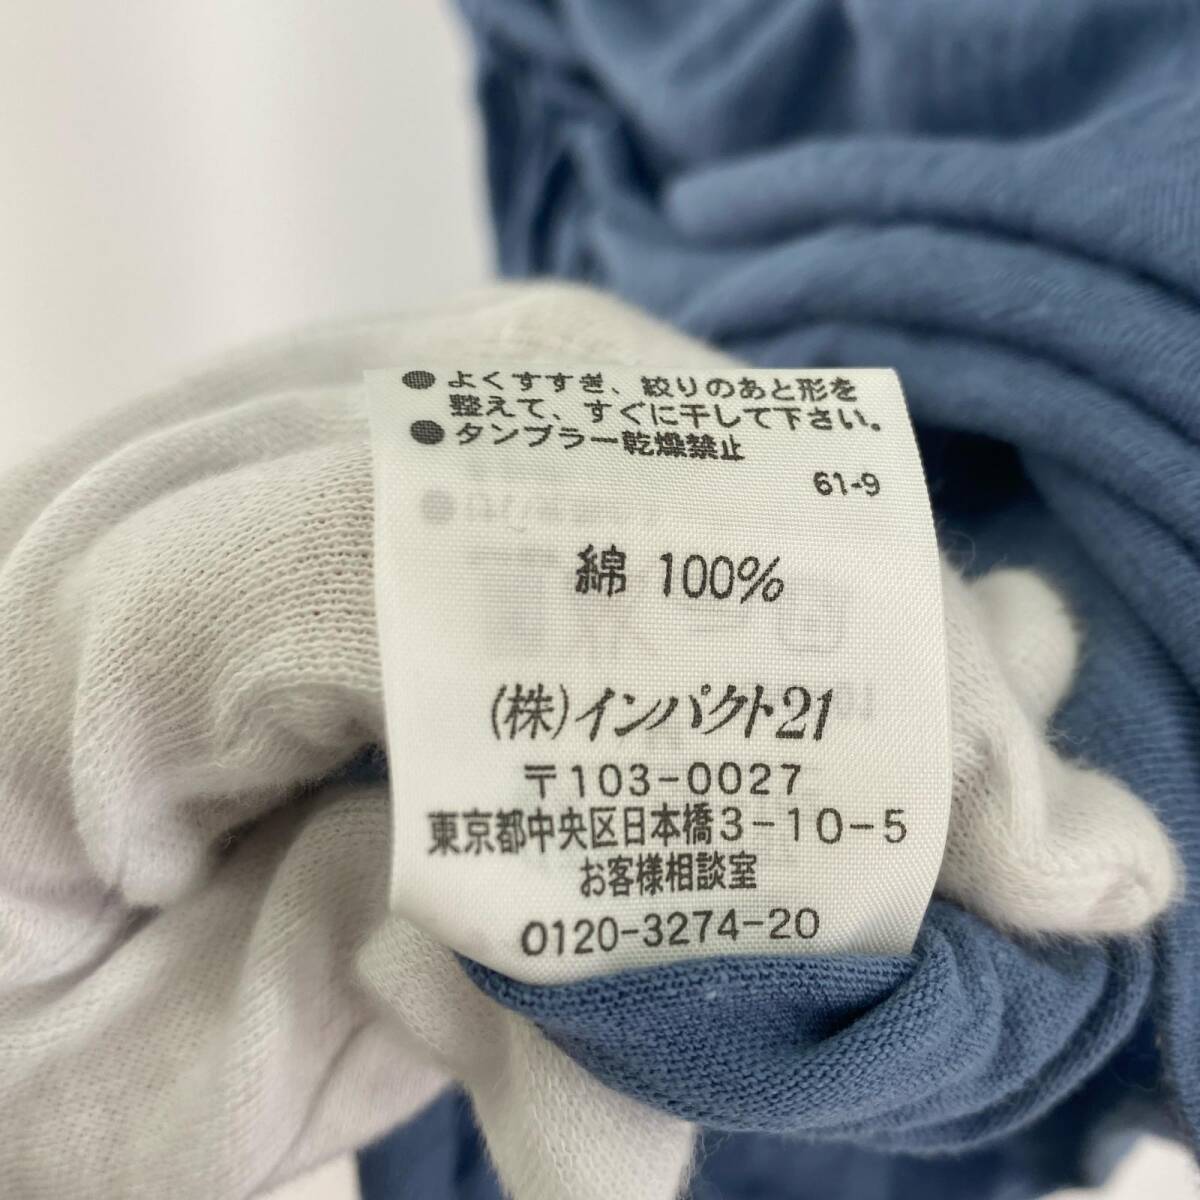 ●よくすすぎ、絞りのあと形を
整えて、すぐに干して下さい。
●タンブラー乾燥禁止
61-9
綿 100%
(株)インパクト21
〒103-0027
東京都中央区日本橋3-10-5
お客様相談室
0120-3274-20